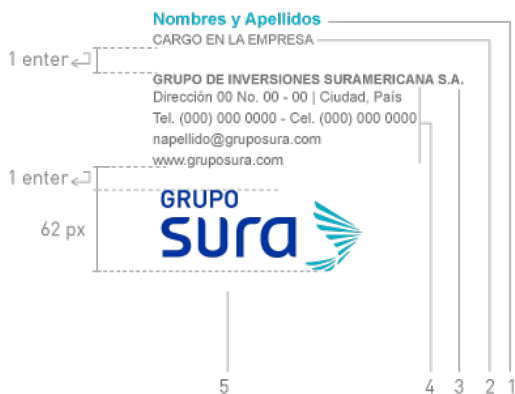 Nombres y Apellidos
CARGO EN LA EMPRESA
1 enter
GRUPO DE INVERSIONES SURAMERICANA S.A.
Dirección 00 No. 00 - 00 | Ciudad, País
Tel. (000) 000 0000 - Cel. (000) 000 0000
napellido@gruposura.com
www.gruposura.com
1 enter
GRUPO
sura
62 px
5 4 3 2 1